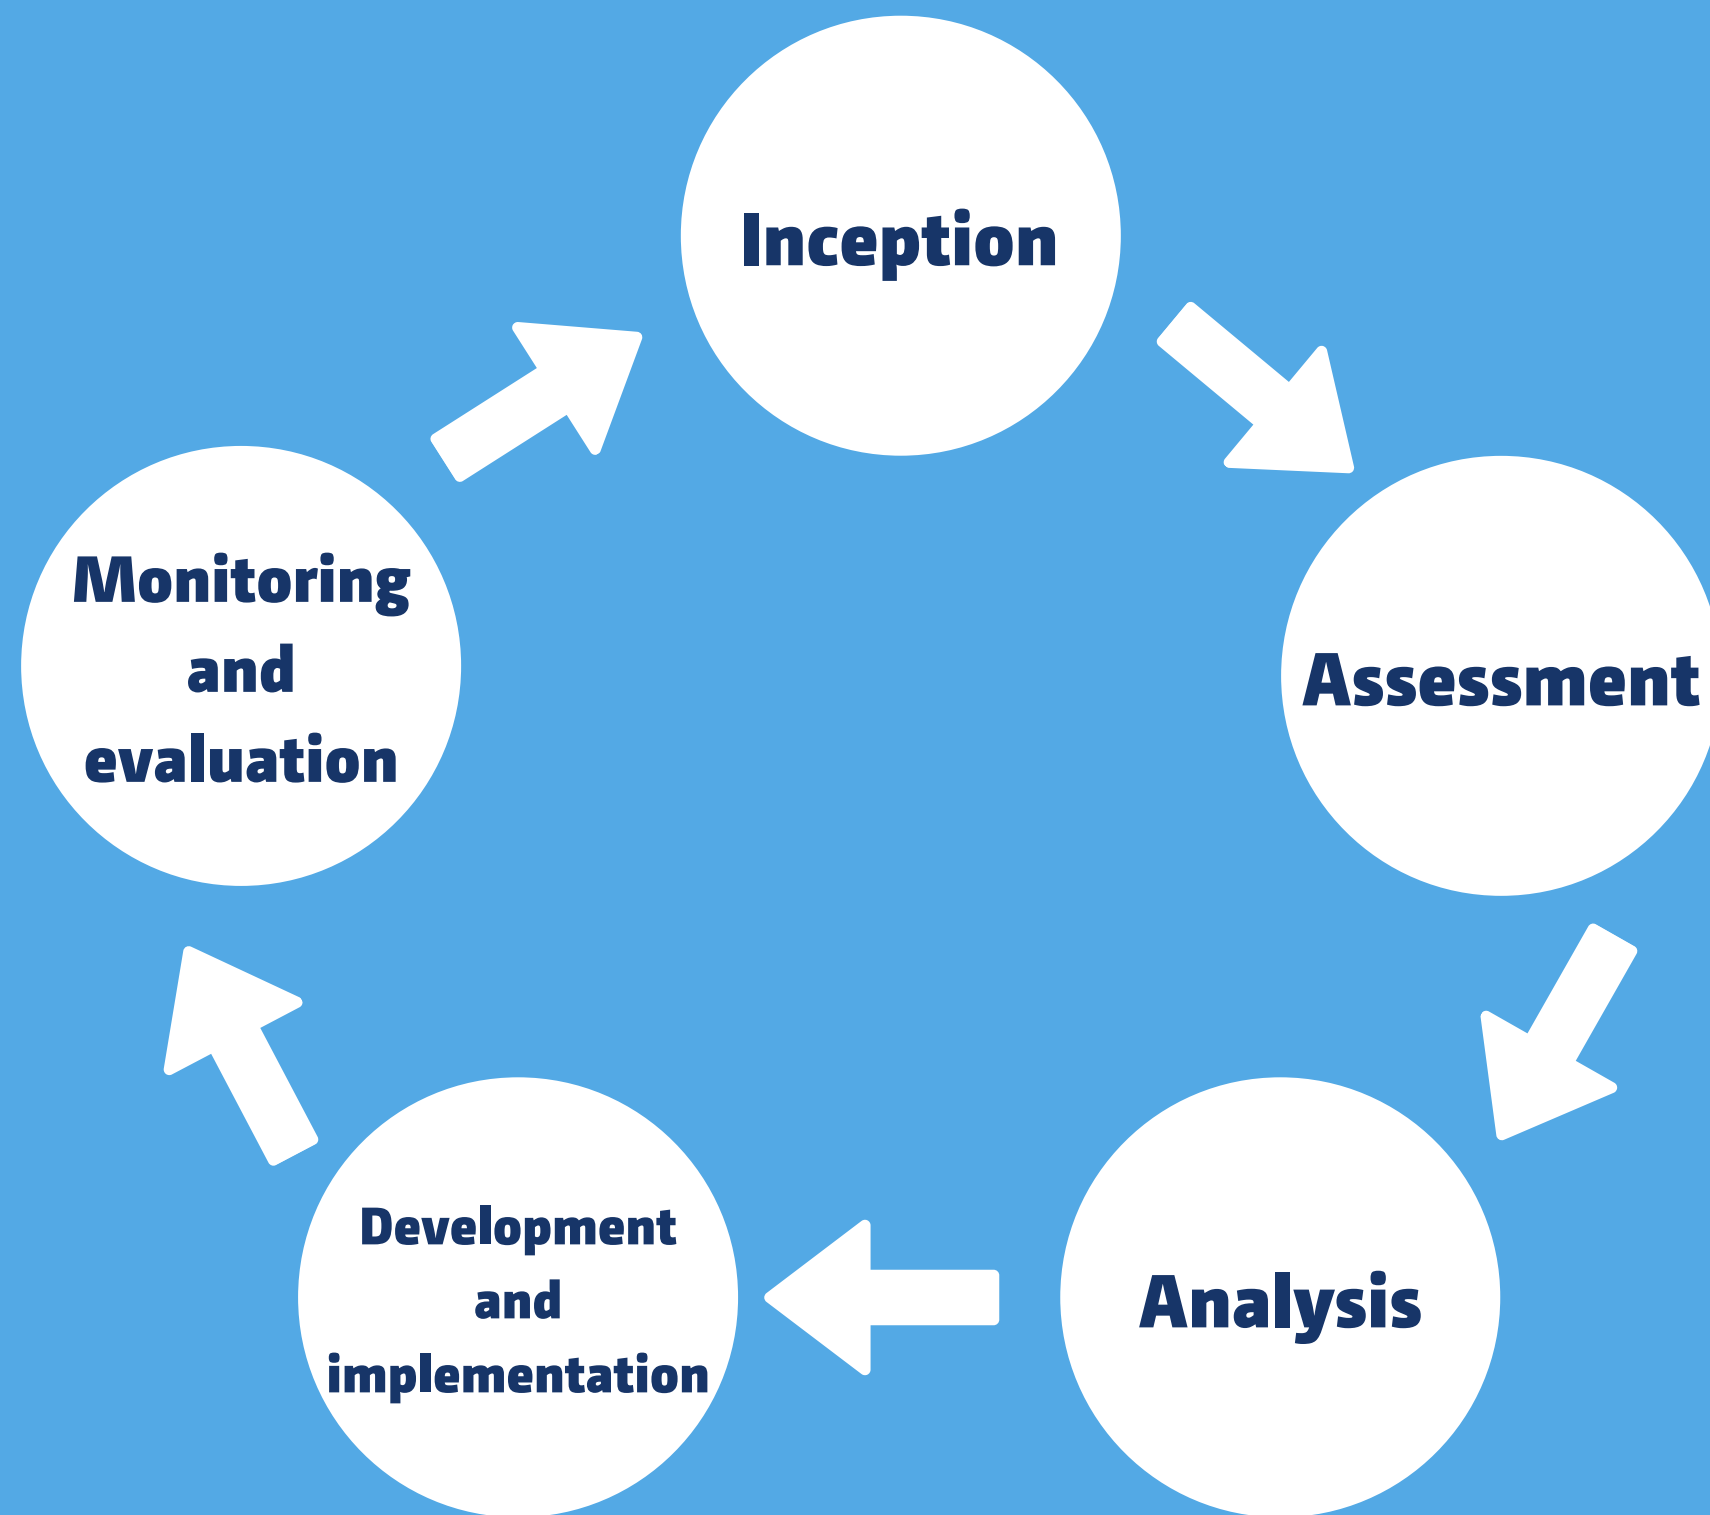 Inception
Assessment
Analysis
Development
and
implementation
Monitoring
and
evaluation